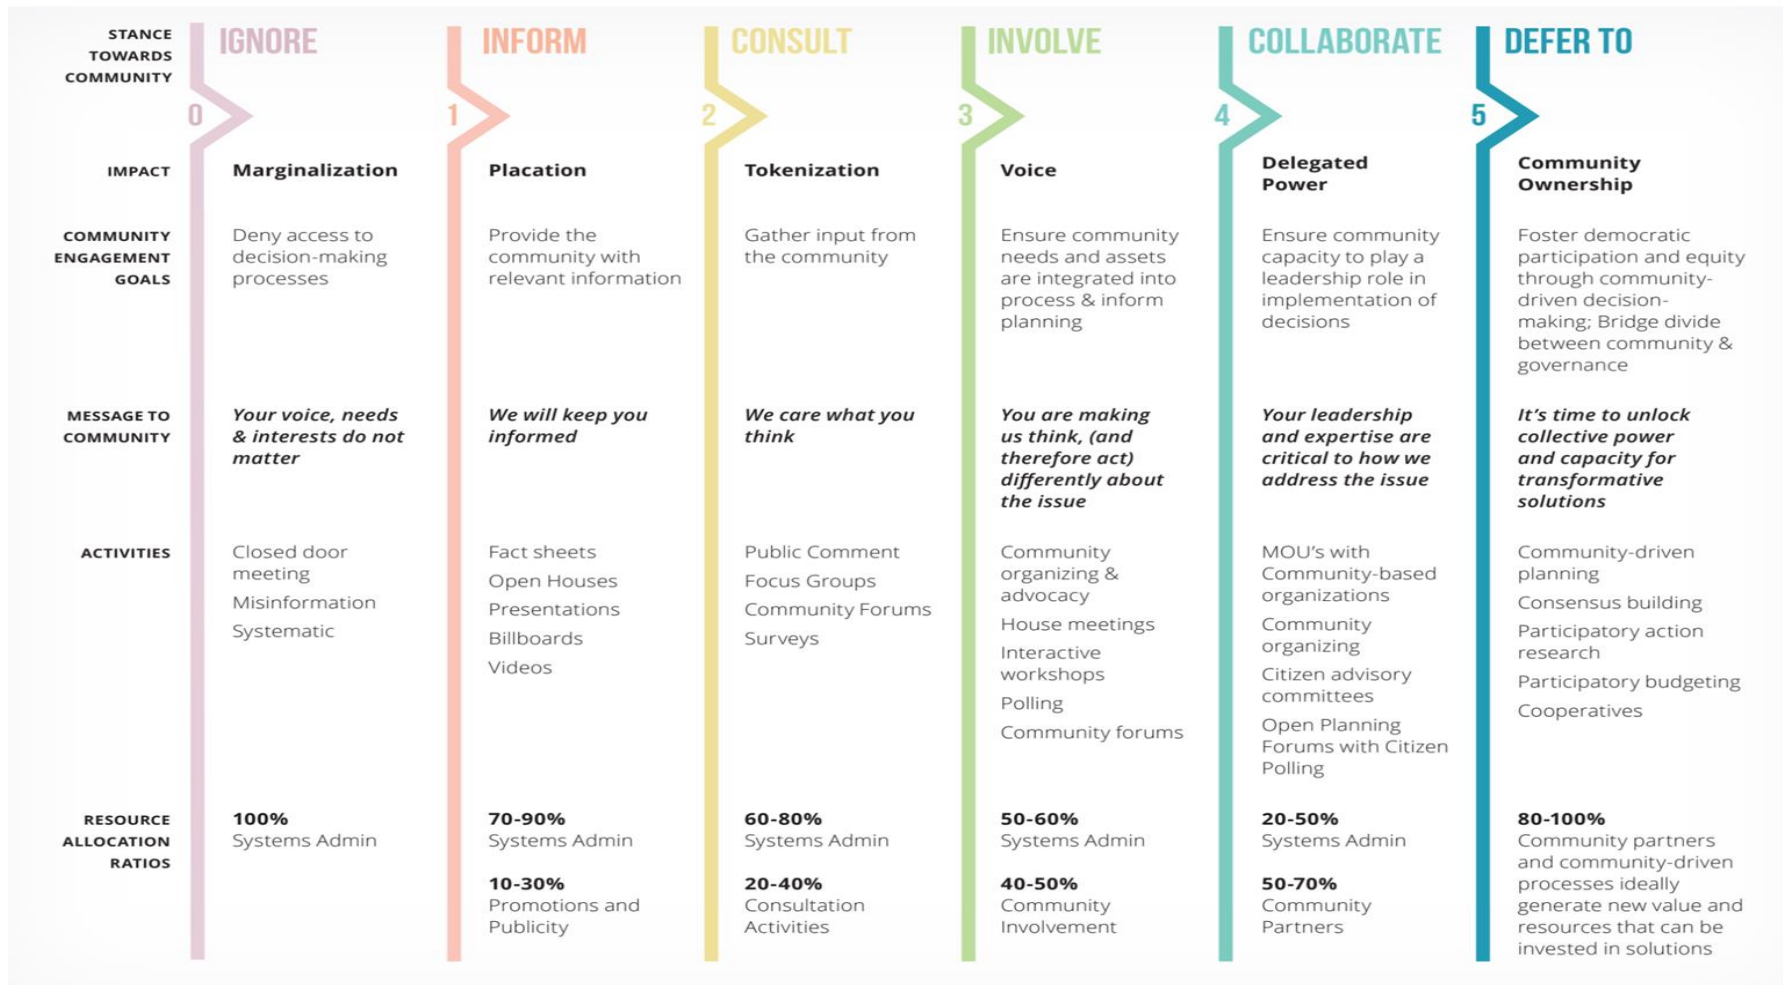 STANCE
TOWARDS
COMMUNITY
IGNORE
INFORM
CONSULT
INVOLVE
COLLABORATE
DEFER TO
0
1
2
3
4
5
IMPACT
Marginalization
Placation
Tokenization
Voice
Delegated
Power
Community
Ownership
COMMUNITY
ENGAGEMENT
GOALS
Deny access to
decision-making
processes
Provide the
community with
relevant information
Gather input from
the community
Ensure community
needs and assets
are integrated into
process & inform
planning
Ensure community
capacity to play a
leadership role in
implementation of
decisions
Foster democratic
participation and equity
through community-
driven decision-
making; Bridge divide
between community &
governance
MESSAGE TO
COMMUNITY
Your voice, needs
& interests do not
matter
We will keep you
informed
We care what you
think
You are making
us think, (and
therefore act)
differently about
the issue
Your leadership
and expertise are
critical to how we
address the issue
It's time to unlock
collective power
and capacity for
transformative
solutions
ACTIVITIES
Closed door
meeting
Misinformation
Systematic
Fact sheets
Open Houses
Presentations
Billboards
Videos
Public Comment
Focus Groups
Community Forums
Surveys
Community
organizing &
advocacy
House meetings
Interactive
workshops
Polling
Community forums
MOU's with
Community-based
organizations
Community
organizing
Citizen advisory
committees
Open Planning
Forums with Citizen
Polling
Community-driven
planning
Consensus building
Participatory action
research
Participatory budgeting
Cooperatives
RESOURCE
ALLOCATION
RATIOS
100%
Systems Admin
70-90%
Systems Admin
10-30%
Promotions and
Publicity
60-80%
Systems Admin
20-40%
Consultation
Activities
50-60%
Systems Admin
40-50%
Community
Involvement
20-50%
Systems Admin
50-70%
Community
Partners
80-100%
Community partners
and community-driven
processes ideally
generate new value and
resources that can be
invested in solutions